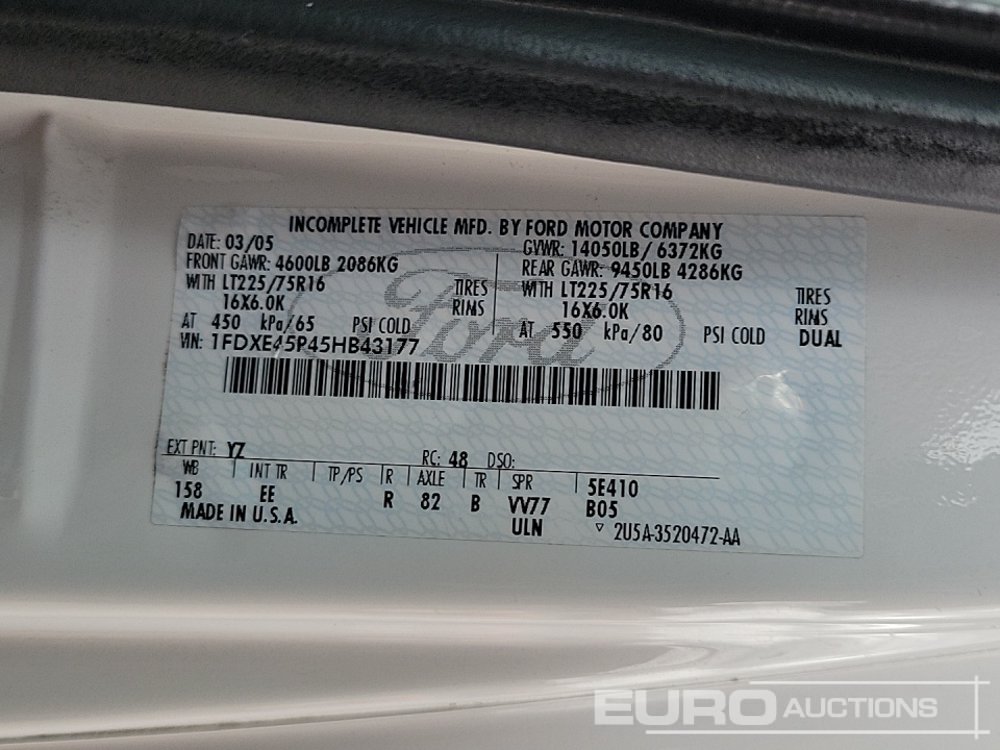 INCOMPLETE VEHICLE MFD. BY FORD MOTOR COMPANY
DATE: 03/05 GVWR: 14050LB/ 6372KG
FRONT GAWR: 4600LB 2086KG REAR GAWR: 9450LB 4286KG
WITH LT225/75R16 TIRES WITH LT225/75R16 TIRES
16X6.0K RIMS 16X6.0K RIMS
AT 450 kPa/65 PSI COLD AT 550 kPa/80 PSI COLD DUAL
VIN: 1FDXE45P45HB43177
Ford
EXT PNT: YZ RC: 48 DSO:
WB INT TR TP/PS R AXLE TR SPR 5E410
158 EE R 82 B VV77 B05
MADE IN U.S.A. ULN ▽ 2U5A-3520472-AA
EURO AUCTIONS